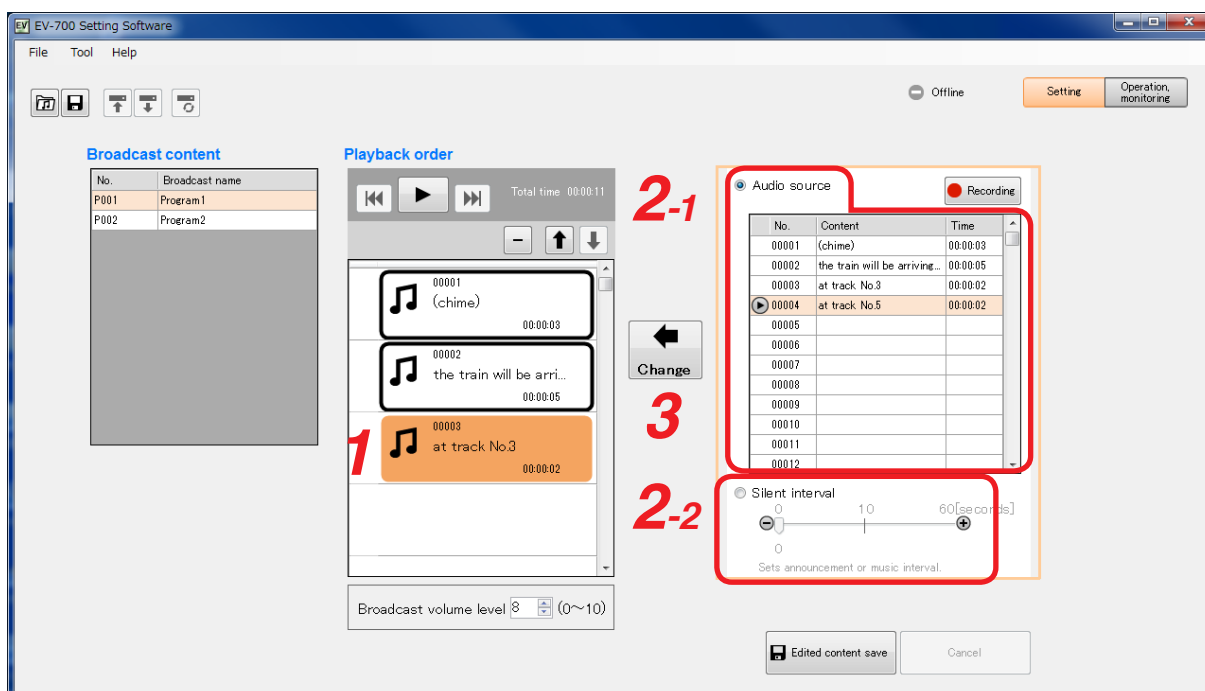 EV EV-700 Setting Software
File Tool Help
Offline
Setting
Operation,
monitoring
Broadcast content
No. Broadcast name
P001 Program1
P002 Program2
Playback order
Total time 00:00:11
00001
(chime)
00:00:03
00002
the train will be arri...
00:00:05
1
00003
at track No.3
00:00:02
Broadcast volume level 8 (0～10)
Change
3
2-1
Audio source
Recording
No. Content Time
00001 (chime) 00:00:03
00002 the train will be arriving... 00:00:05
00003 at track No.3 00:00:02
00004 at track No.5 00:00:02
00005
00006
00007
00008
00009
00010
00011
00012
2-2
Silent interval
0 10 60[seconds]
0
Sets announcement or music interval.
Edited content save
Cancel